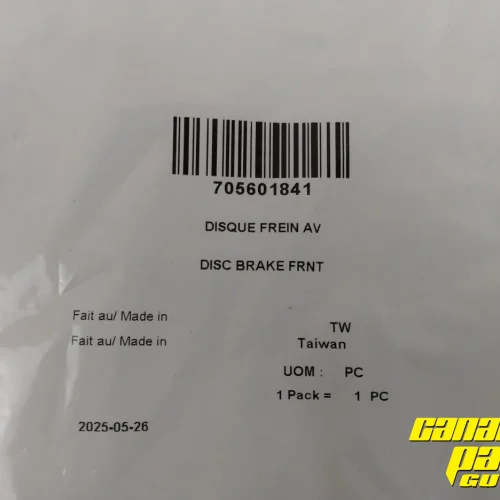 705601841
DISQUE FREIN AV
DISC BRAKE FRNT
Fait au/ Made in TW
Fait au/ Made in Taiwan
UOM : PC
1 Pack = 1 PC
2025-05-26